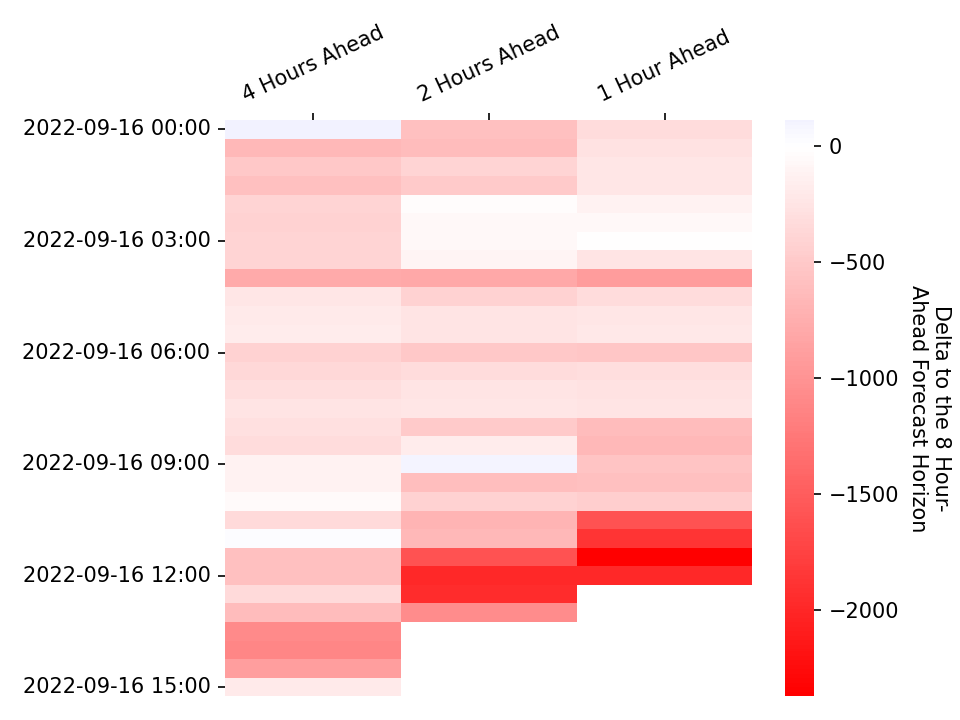 4 Hours Ahead
2 Hours Ahead
1 Hour Ahead
2022-09-16 00:00
2022-09-16 03:00
2022-09-16 06:00
2022-09-16 09:00
2022-09-16 12:00
2022-09-16 15:00
0
−500
−1000
−1500
−2000
Delta to the 8 Hour-
Ahead Forecast Horizon